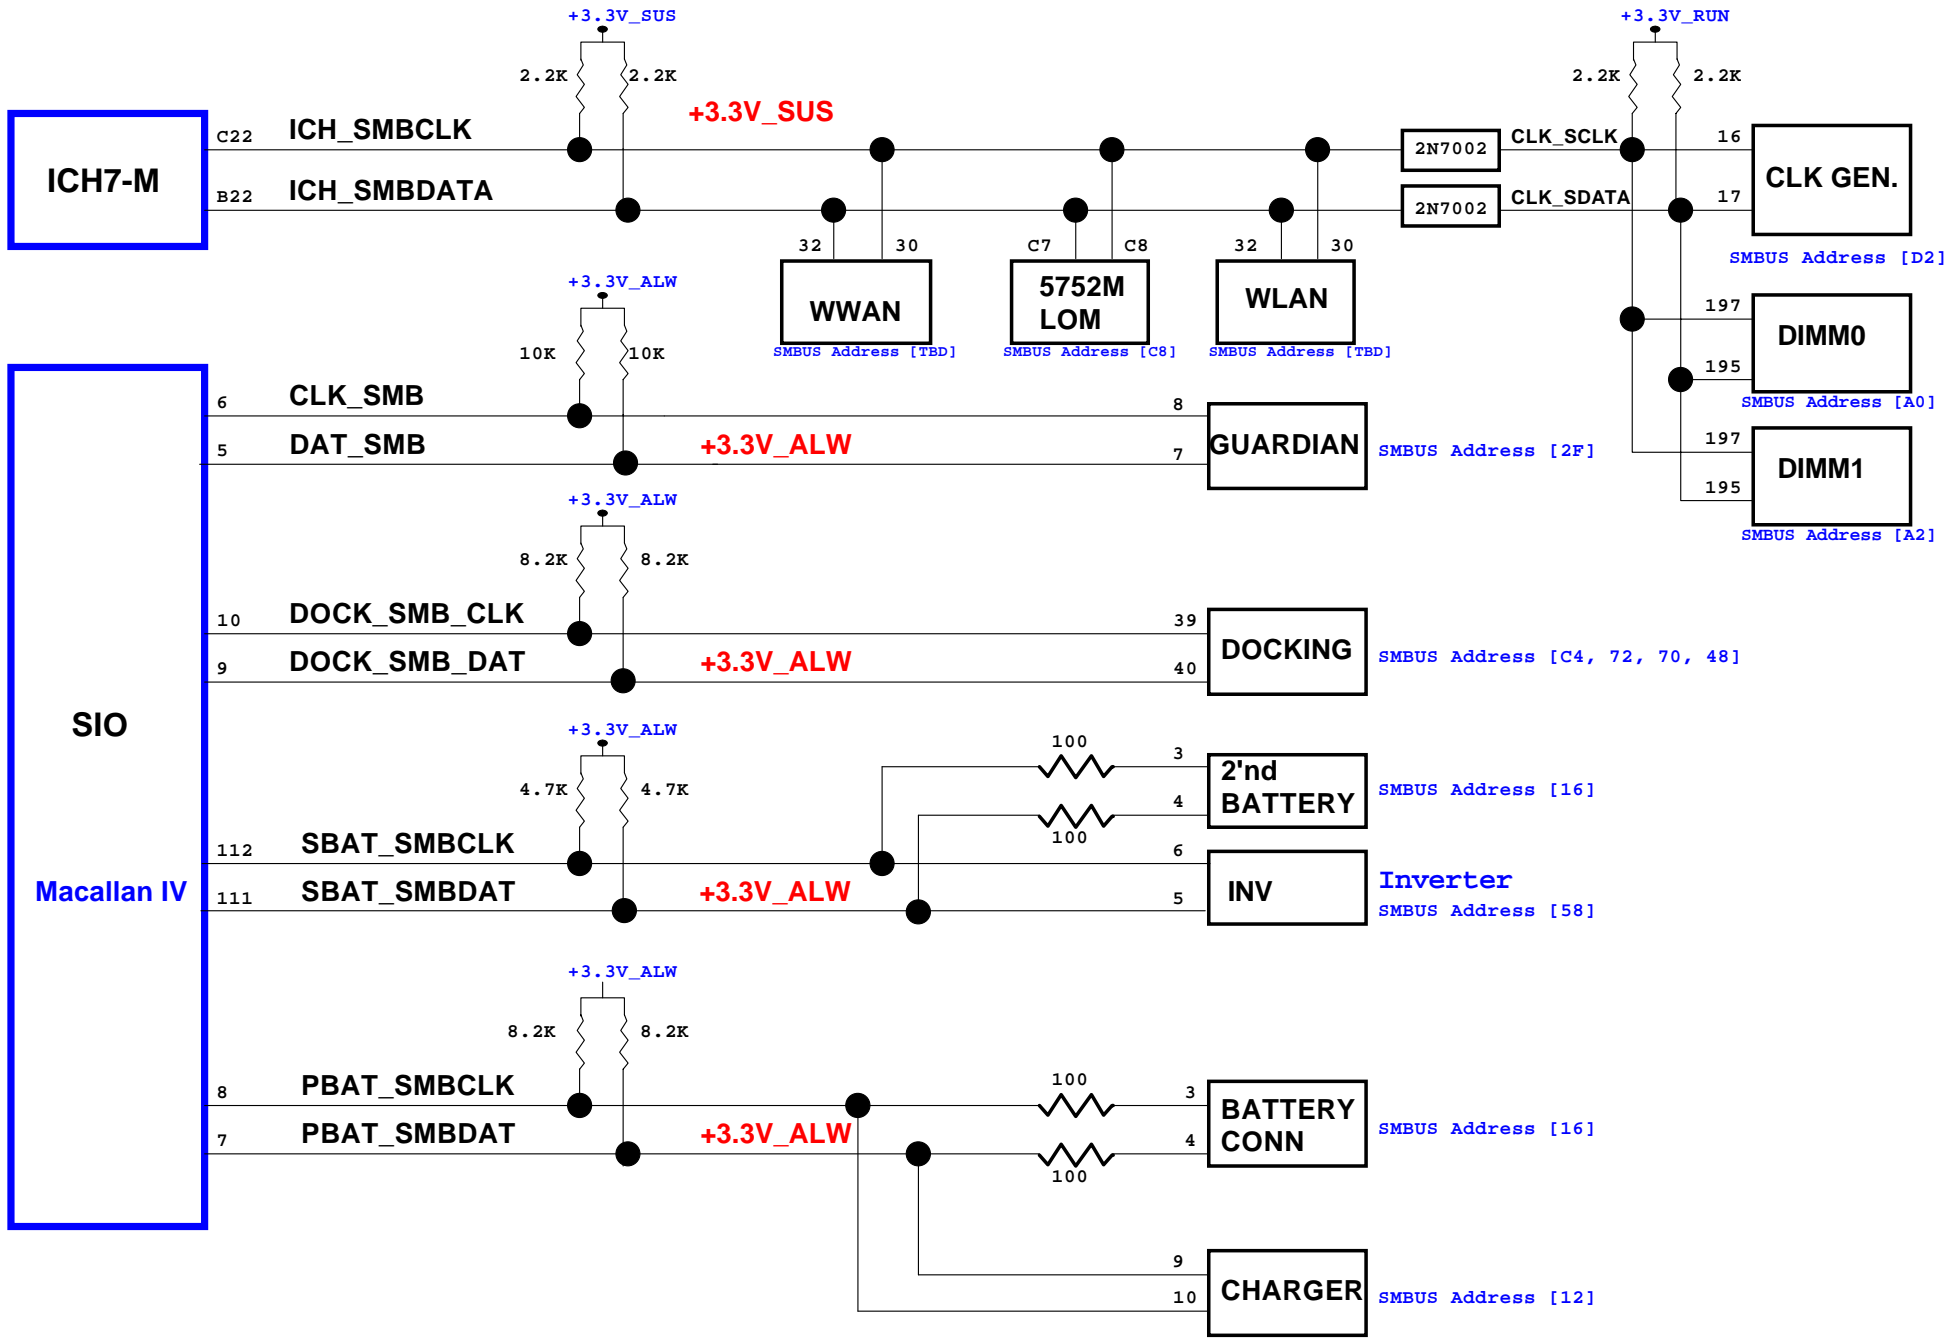 +3.3V_SUS
+3.3V_RUN
2.2K
2.2K
2.2K
2.2K
+3.3V_SUS
ICH7-M
C22
ICH_SMBCLK
B22
ICH_SMBDATA
2N7002
CLK_SCLK
16
2N7002
CLK_SDATA
17
CLK GEN.
SMBUS Address [D2]
32
30
C7
C8
32
30
WWAN
5752M
LOM
WLAN
SMBUS Address [TBD]
SMBUS Address [C8]
SMBUS Address [TBD]
197
DIMM0
195
SMBUS Address [A0]
197
DIMM1
195
SMBUS Address [A2]
+3.3V_ALW
10K
10K
6
CLK_SMB
8
5
DAT_SMB
+3.3V_ALW
7
GUARDIAN
SMBUS Address [2F]
+3.3V_ALW
8.2K
8.2K
10
DOCK_SMB_CLK
39
9
DOCK_SMB_DAT
+3.3V_ALW
40
DOCKING
SMBUS Address [C4, 72, 70, 48]
SIO
Macallan IV
+3.3V_ALW
4.7K
4.7K
100
3
4
100
2'nd
BATTERY
SMBUS Address [16]
112
SBAT_SMBCLK
6
111
SBAT_SMBDAT
+3.3V_ALW
5
INV
Inverter
SMBUS Address [58]
+3.3V_ALW
8.2K
8.2K
8
PBAT_SMBCLK
100
3
7
PBAT_SMBDAT
+3.3V_ALW
4
100
BATTERY
CONN
SMBUS Address [16]
9
10
CHARGER
SMBUS Address [12]